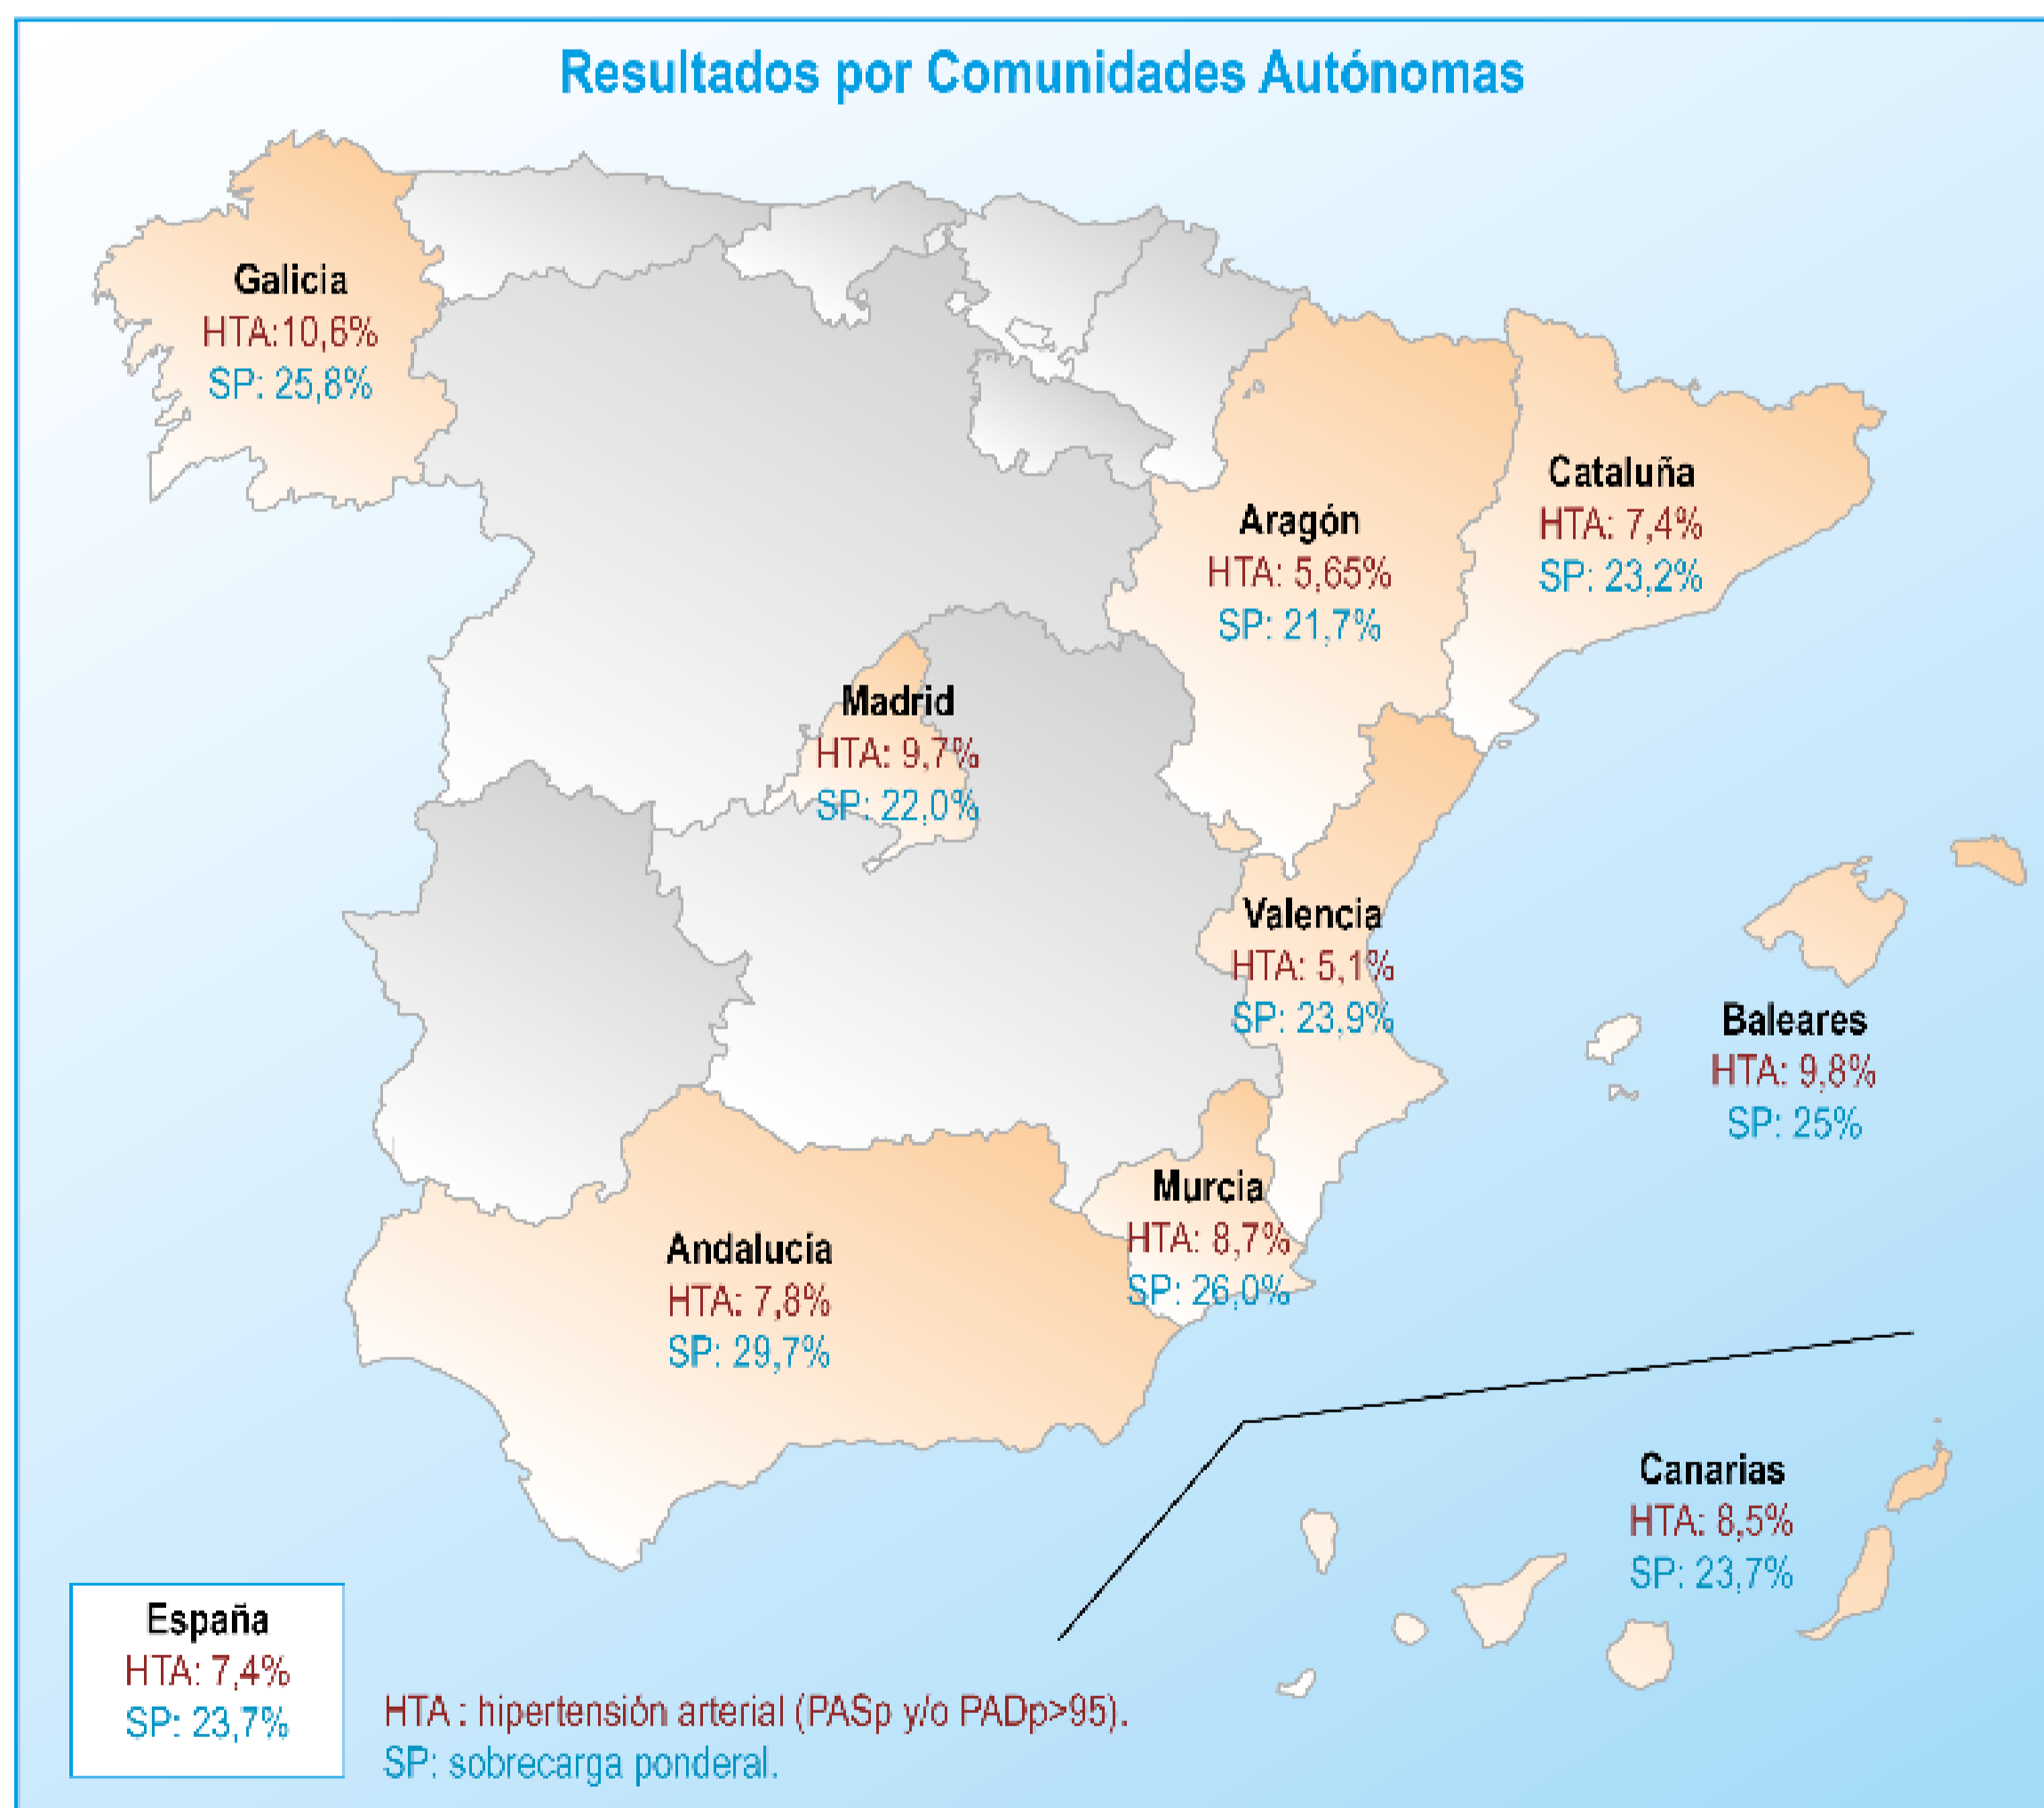 Resultados por Comunidades Autónomas
Galicia
HTA:10,6%
SP: 25,8%
Cataluña
HTA: 7,4%
SP: 23,2%
Aragón
HTA: 5,65%
SP: 21,7%
Madrid
HTA: 9,7%
SP: 22,0%
Valencia
HTA: 5,1%
SP: 23,9%
Baleares
HTA: 9,8%
SP: 25%
Murcia
HTA: 8,7%
SP: 26,0%
Andalucía
HTA: 7,8%
SP: 29,7%
Canarias
HTA: 8,5%
SP: 23,7%
España
HTA: 7,4%
SP: 23,7%
HTA : hipertensión arterial (PASp y/o PADp>95).
SP: sobrecarga ponderal.